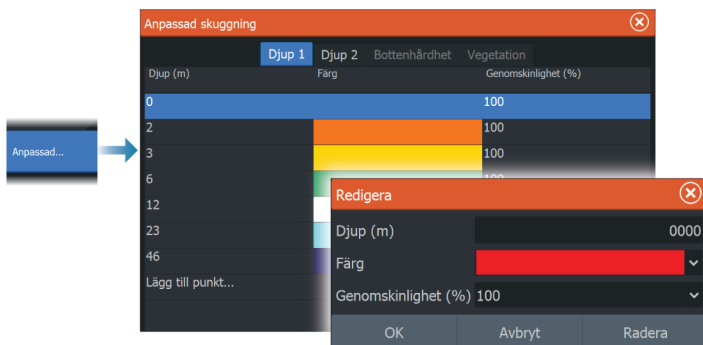 Anpassad...
Anpassad skuggning
Djup 1 Djup 2 Bottenhårdhet Vegetation
Djup (m) Färg Genomskinlighet (%)
0 100
2 100
3 100
6 100
12
23
46
Lägg till punkt...
Redigera
Djup (m) 0000
Färg
Genomskinlighet (%) 100
OK Avbryt Radera